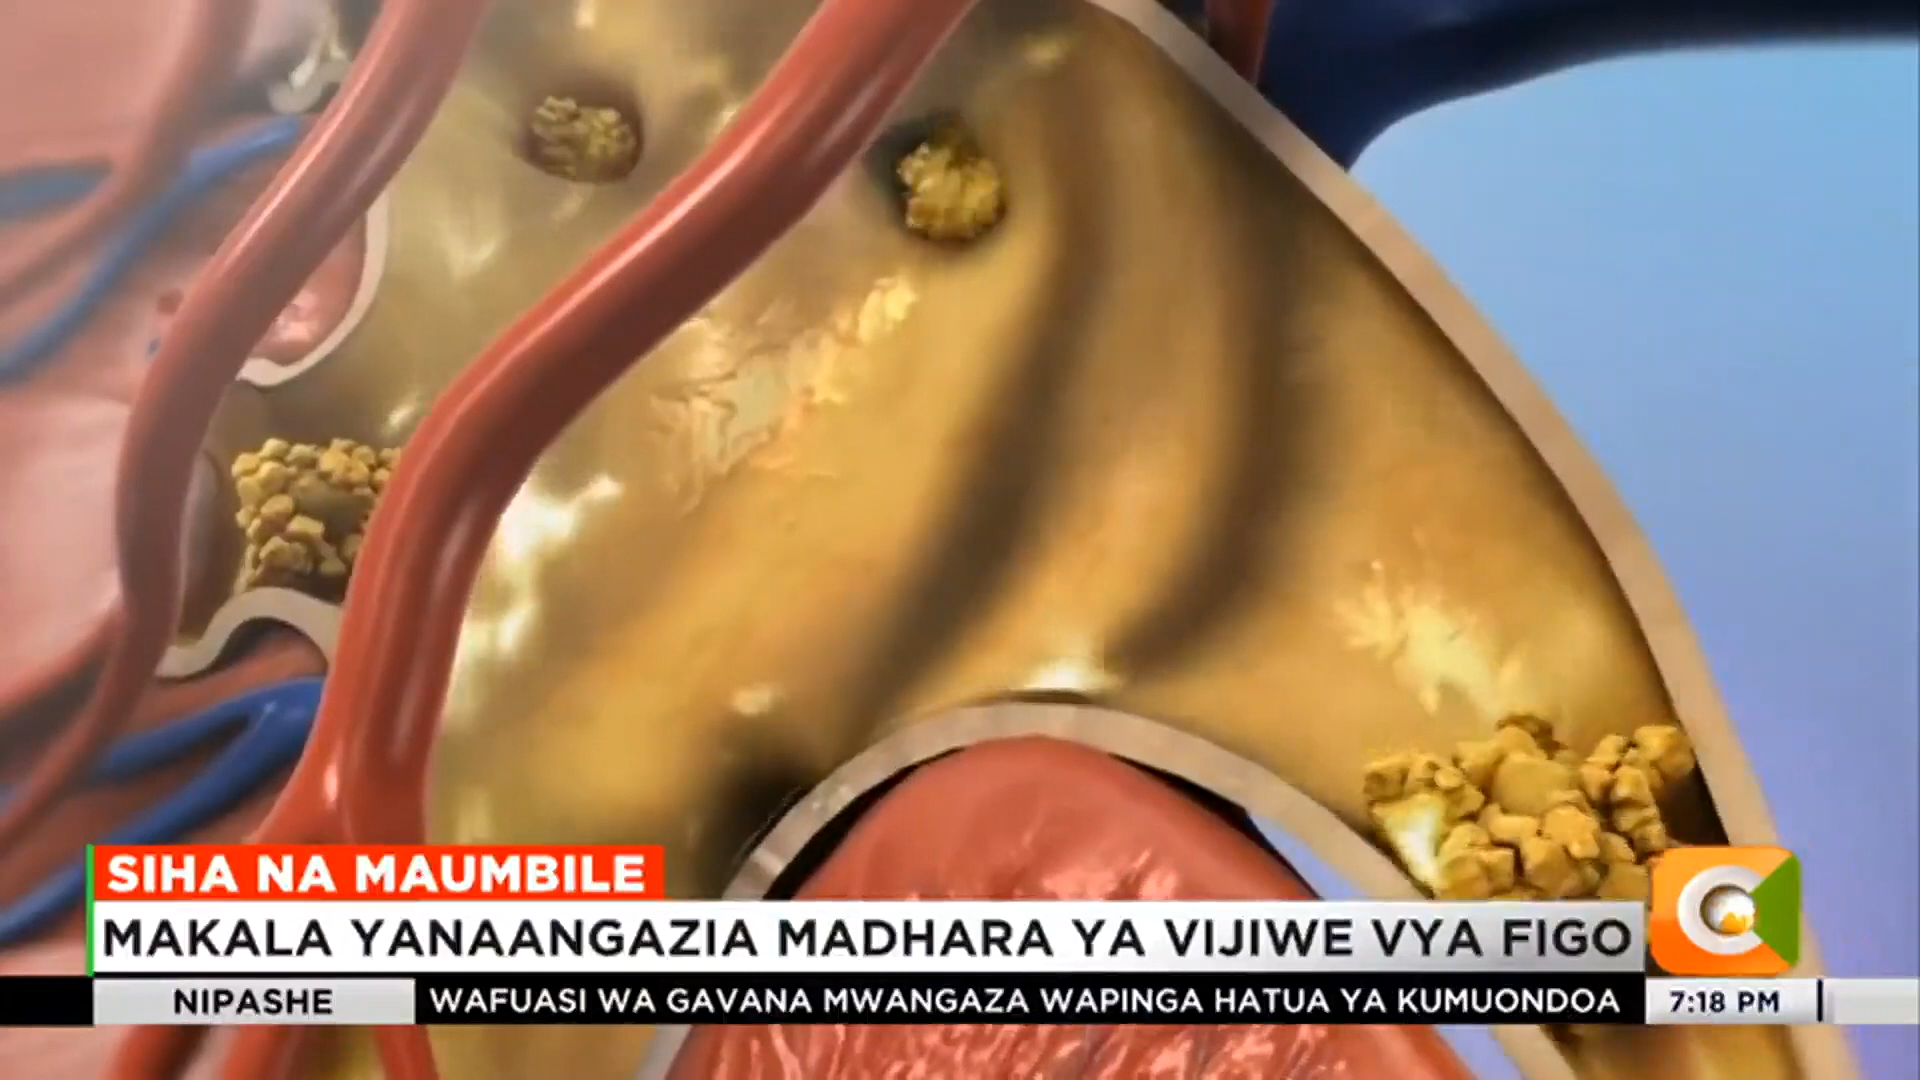 SIHA NA MAUMBILE
MAKALA YANAANGAZIA MADHARA YA VIJIWE VYA FIGO
NIPASHE
WAFUASI WA GAVANA MWANGAZA WAPINGA HATUA YA KUMUONDOA
7:18 PM